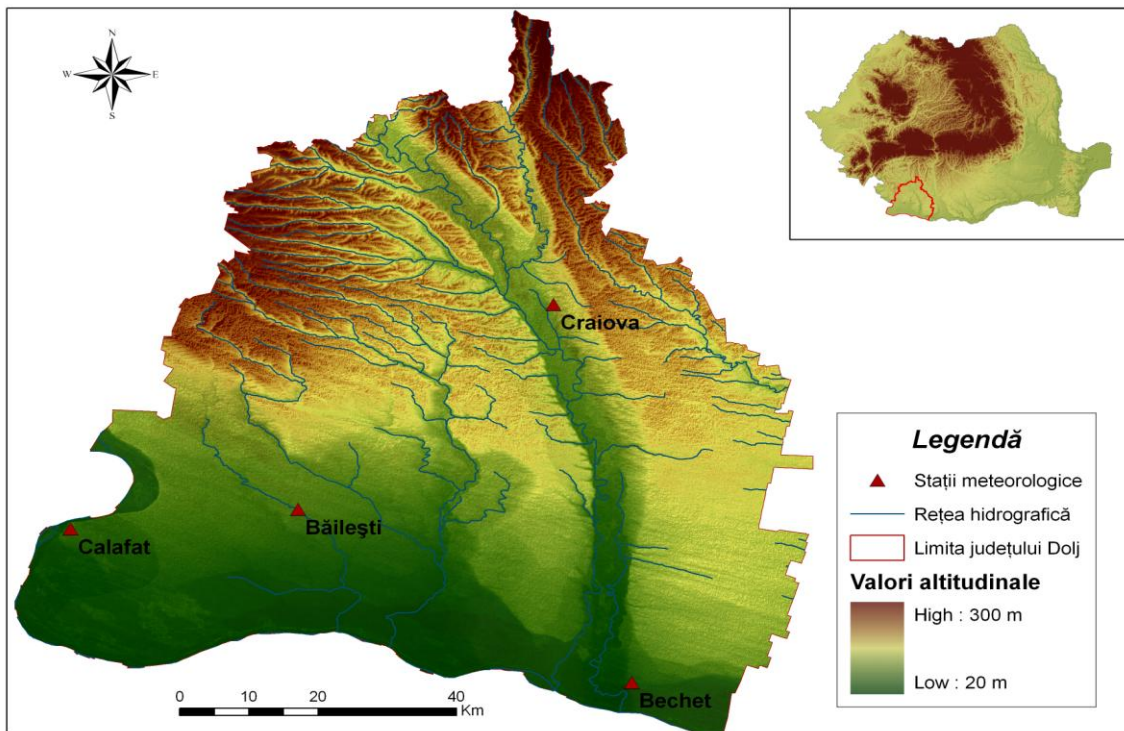 N
W E
S
Craiova
Băilești
Calafat
Bechet
0 10 20 40
Km
Legendă
Stații meteorologice
Rețea hidrografică
Limita județului Dolj
Valori altitudinale
High : 300 m
Low : 20 m